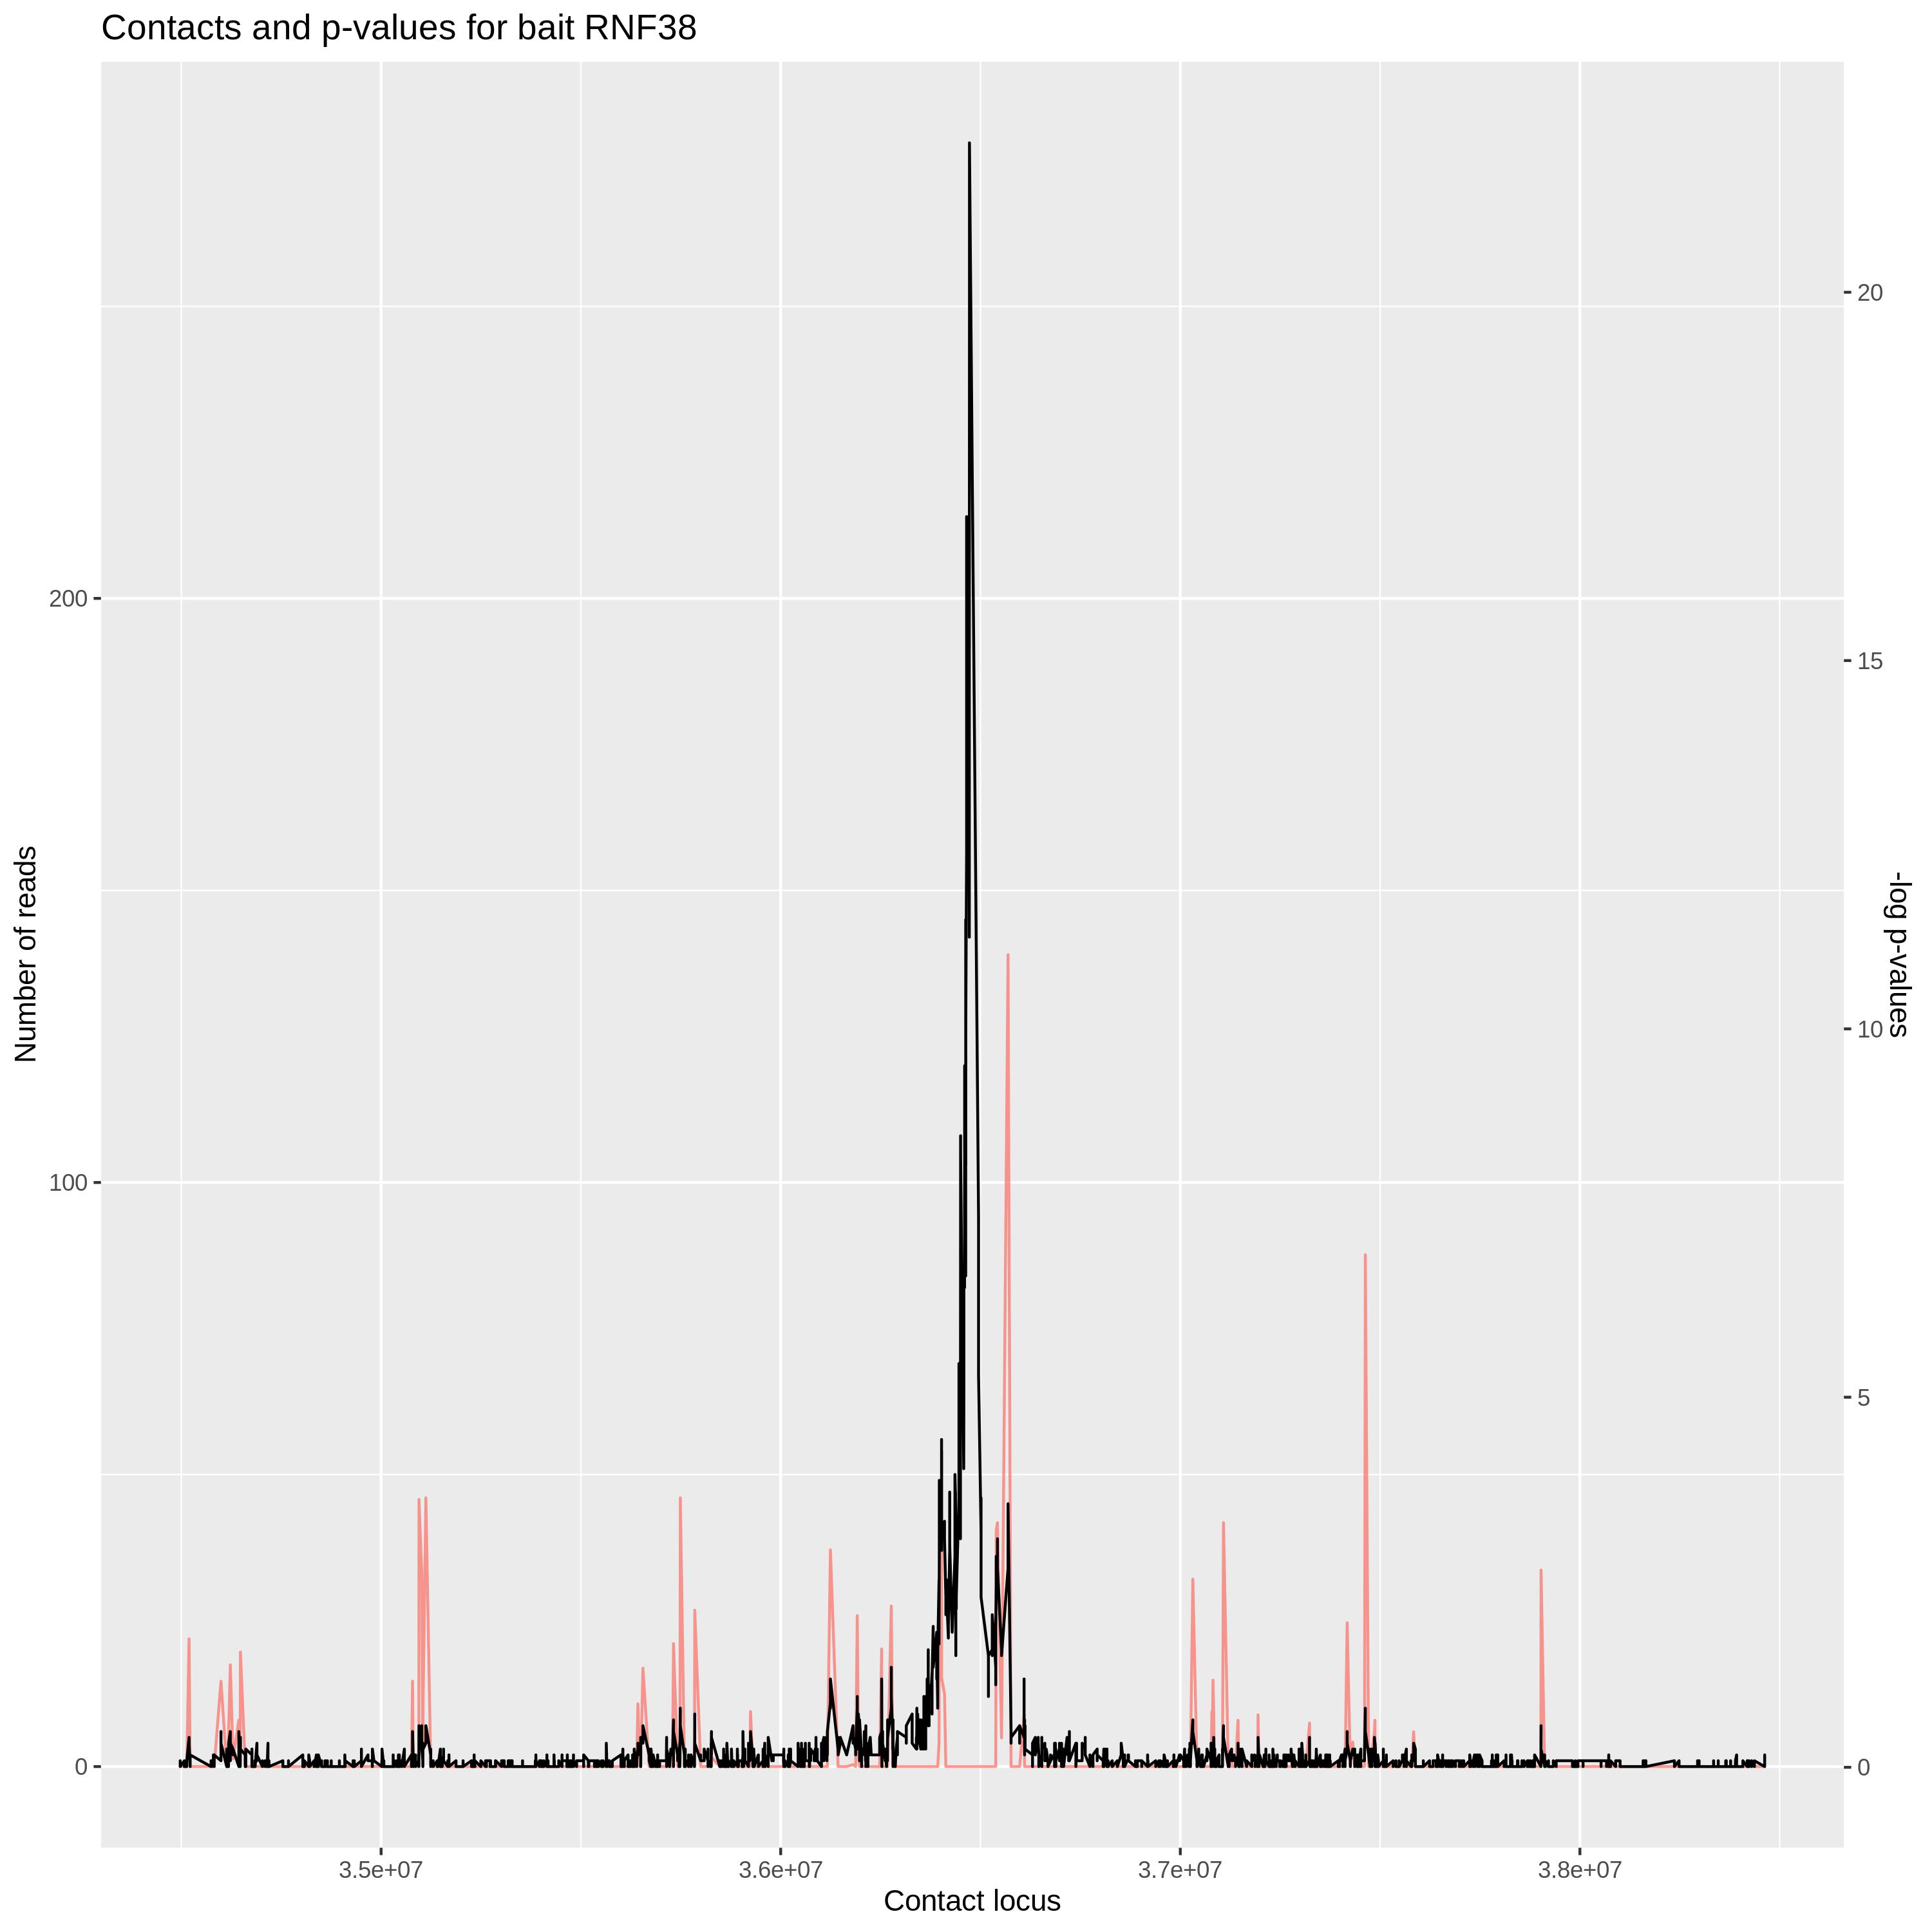 Contacts and p-values for bait RNF38
Number of reads
200
100
0
20
15
10
5
0
-log p-values
3.5e+07
3.6e+07
3.7e+07
3.8e+07
Contact locus